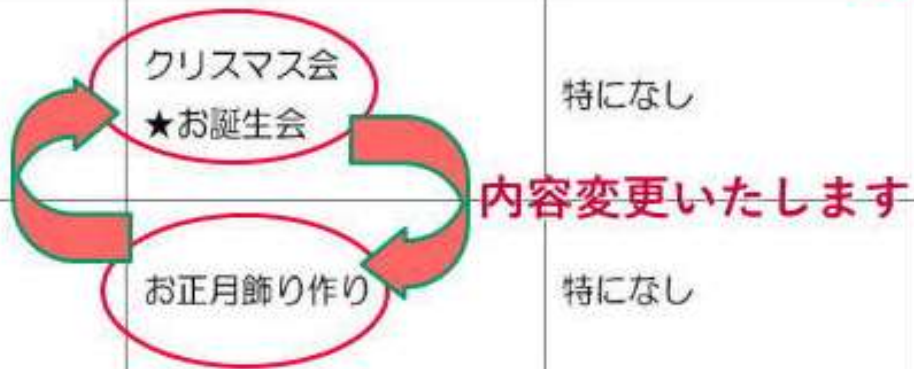 クリスマス会
★お誕生会
特になし
内容変更いたします
お正月飾り作り
特になし